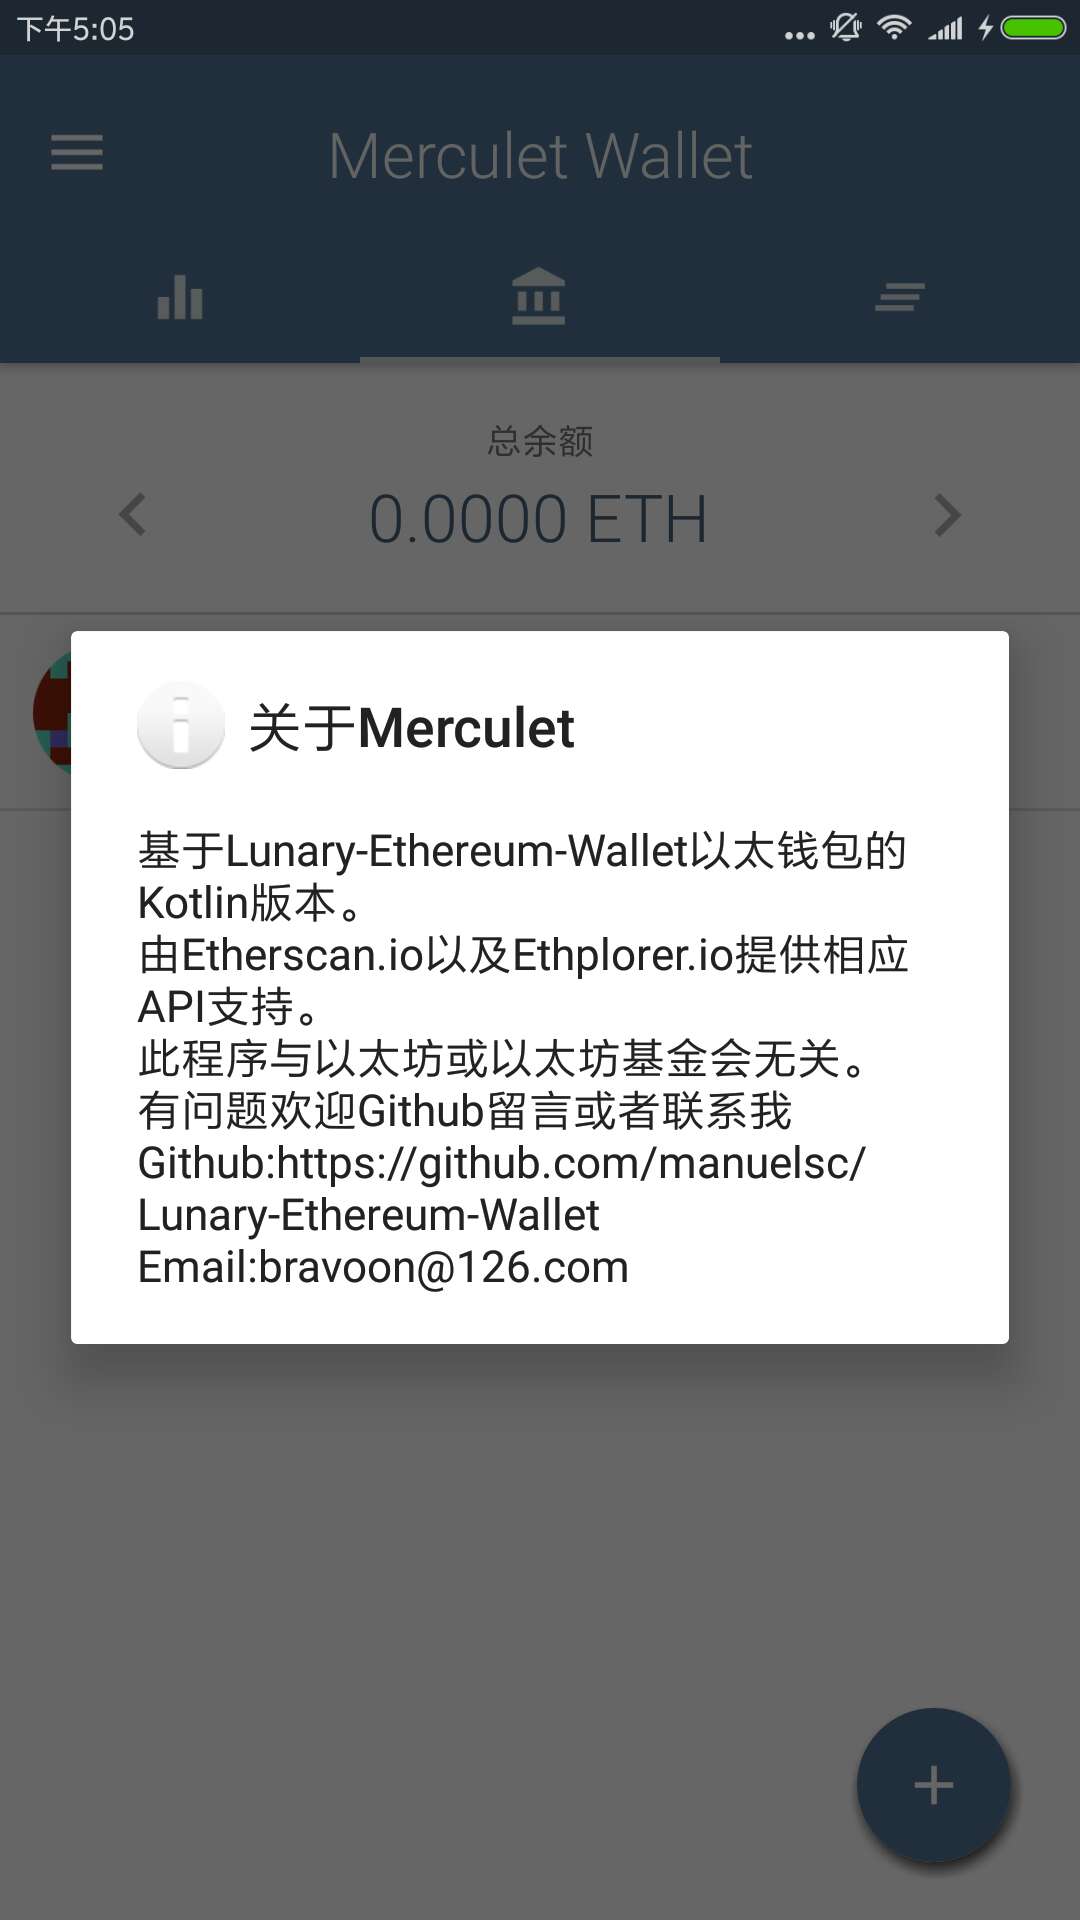 下午5:05
Merculet Wallet
总余额
0.0000 ETH
关于Merculet
基于Lunary-Ethereum-Wallet以太钱包的
Kotlin版本。
由Etherscan.io以及Ethplorer.io提供相应
API支持。
此程序与以太坊或以太坊基金会无关。
有问题欢迎Github留言或者联系我
Github:https://github.com/manuelsc/
Lunary-Ethereum-Wallet
Email:bravoon@126.com